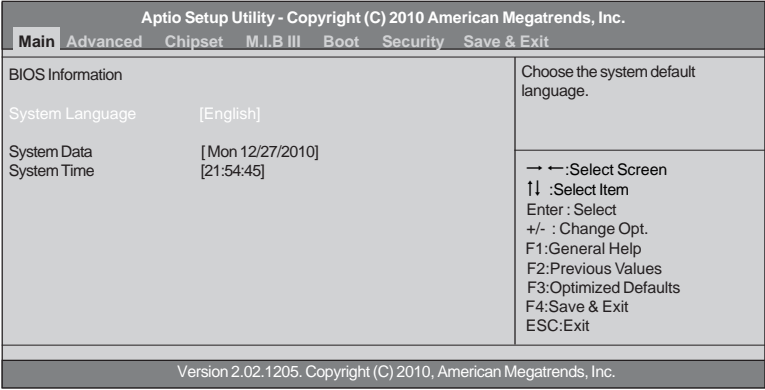 Aptio Setup Utility - Copyright (C) 2010 American Megatrends, Inc.
Main Advanced Chipset M.I.B III Boot Security Save & Exit
BIOS Information
System Language [English]
System Data [ Mon 12/27/2010]
System Time [21:54:45]
Choose the system default
language.
→ ←:Select Screen
↑↓ :Select Item
Enter : Select
+/- : Change Opt.
F1:General Help
F2:Previous Values
F3:Optimized Defaults
F4:Save & Exit
ESC:Exit
Version 2.02.1205. Copyright (C) 2010, American Megatrends, Inc.